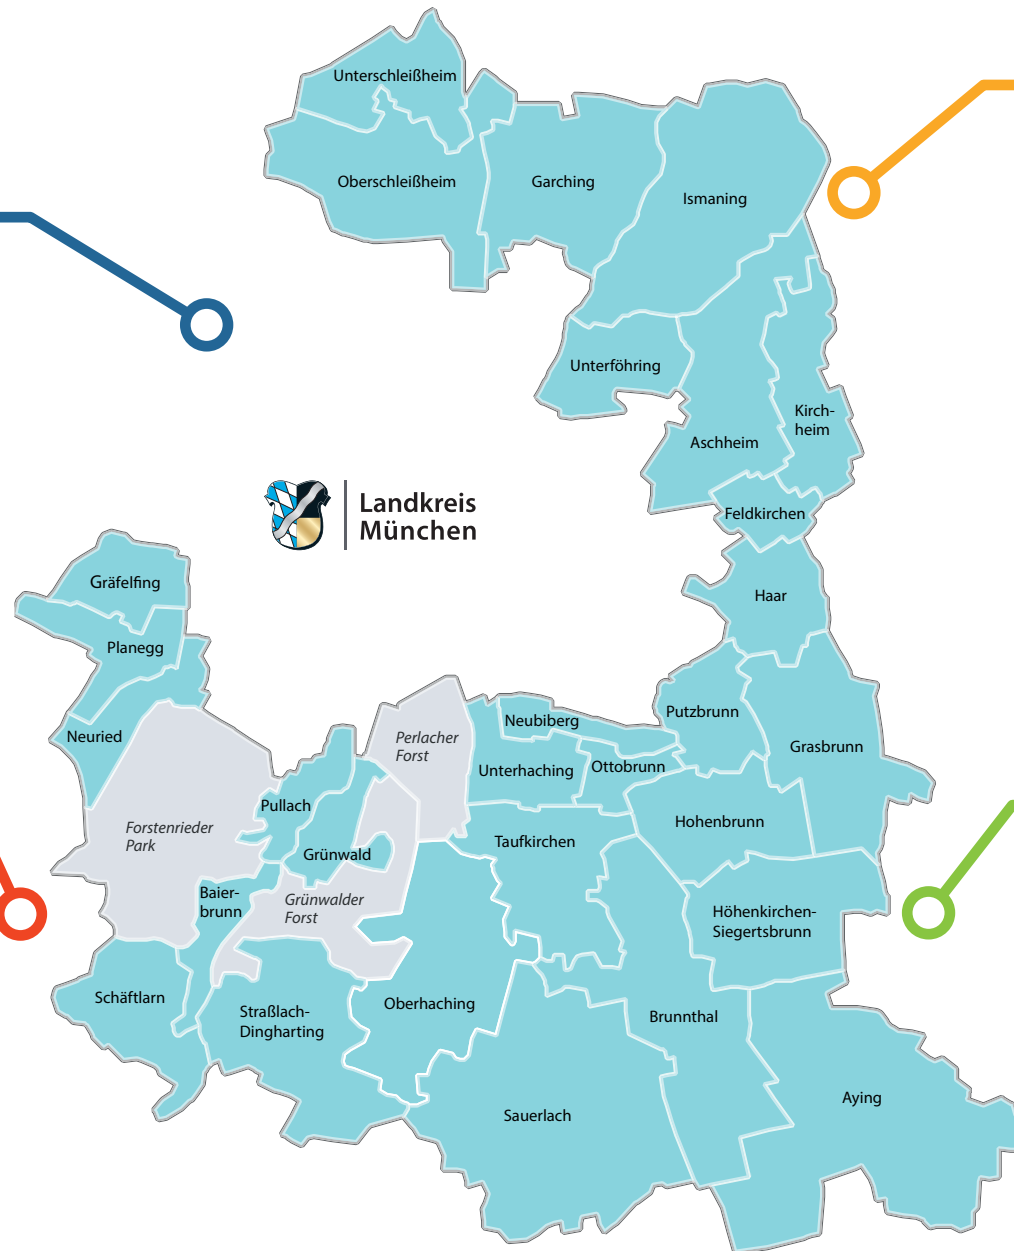 Unterschleißheim
Oberschleißheim
Garching
Ismaning
Unterföhring
Kirch-
heim
Aschheim
Landkreis
München
Feldkirchen
Gräfelfing
Haar
Planegg
Putzbrunn
Neubiberg
Neuried
Perlacher
Forst
Grasbrunn
Unterhaching
Ottobrunn
Pullach
Forstenrieder
Park
Hohenbrunn
Taufkirchen
Grünwald
Baier-
brunn
Grünwalder
Forst
Höhenkirchen-
Siegertsbrunn
Schäftlarn
Oberhaching
Straßlach-
Dingharting
Brunnthal
Aying
Sauerlach